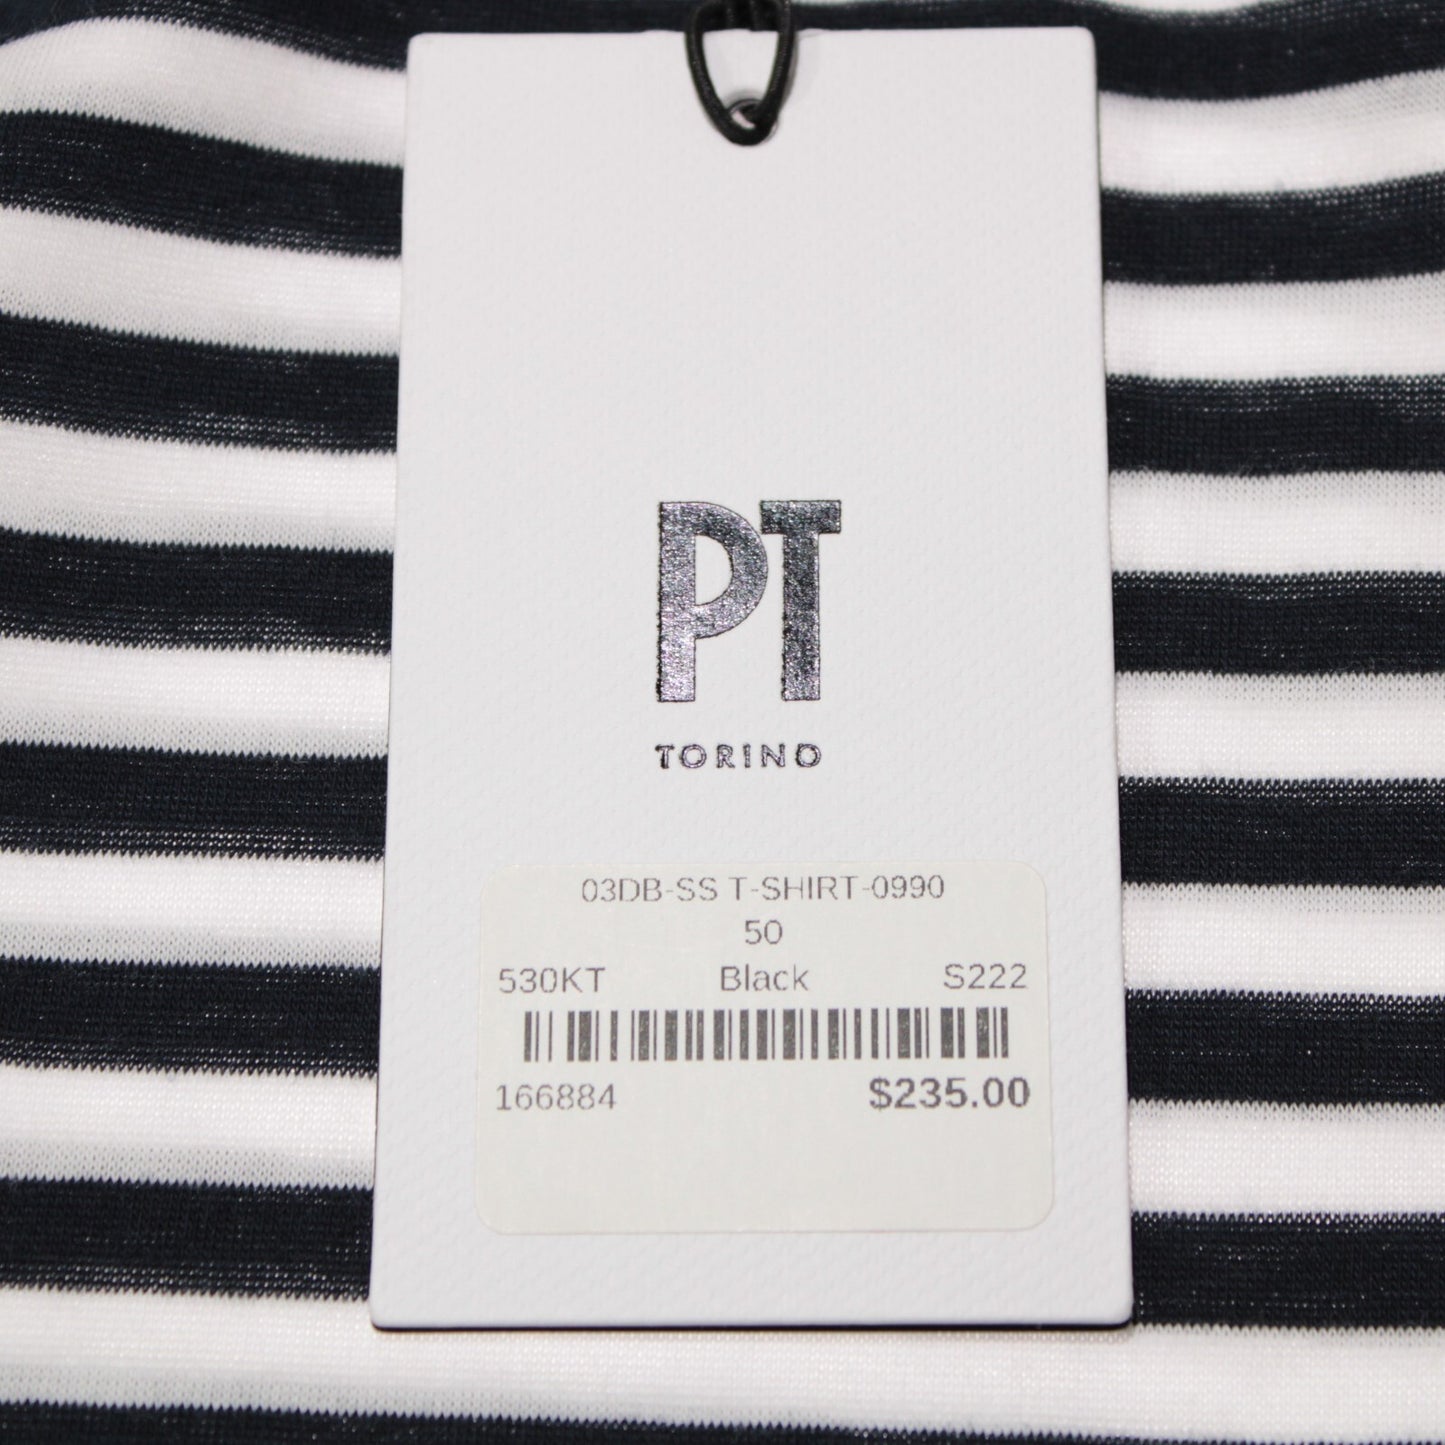 PT
TORINO
03DB-SS T-SHIRT-0990
50
530KT Black S222
166884 $235.00